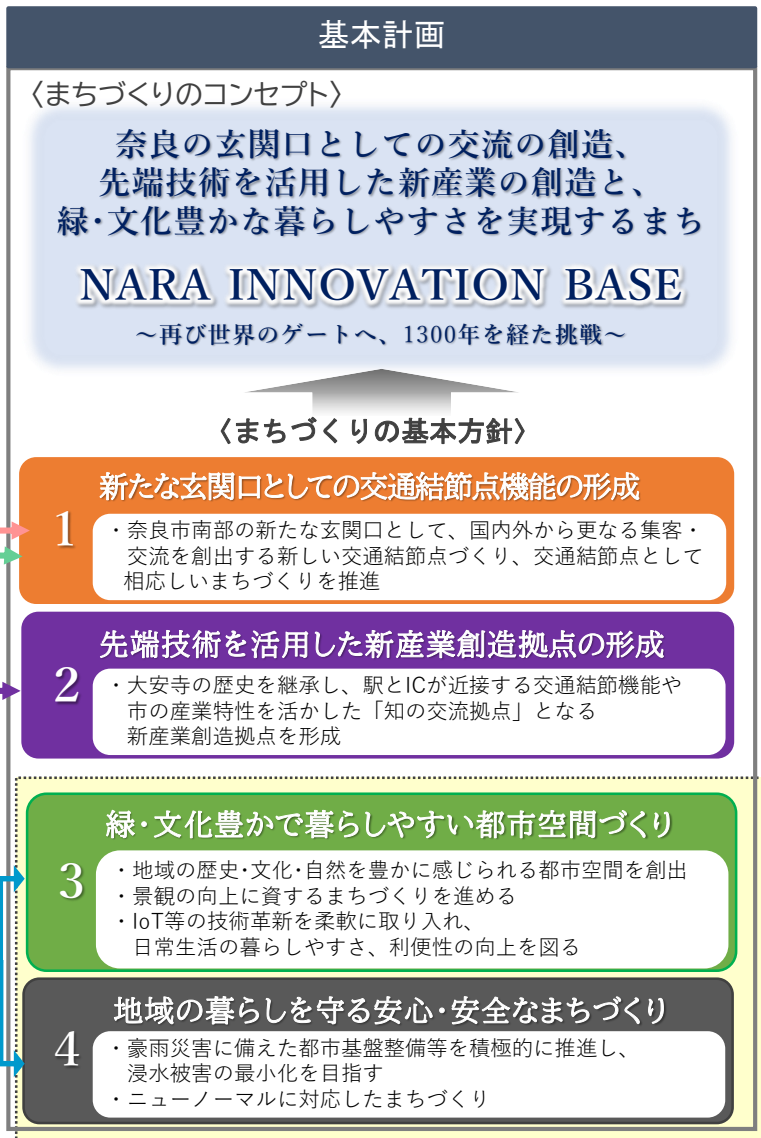 基本計画
〈まちづくりのコンセプト〉
奈良の玄関口としての交流の創造、
先端技術を活用した新産業の創造と、
緑・文化豊かな暮らしやすさを実現するまち
NARA INNOVATION BASE
～再び世界のゲートへ、1300年を経た挑戦～
〈まちづくりの基本方針〉
新たな玄関口としての交通結節点機能の形成
1
・奈良市南部の新たな玄関口として、国内外から更なる集客・
交流を創出する新しい交通結節点づくり、交通結節点として
相応しいまちづくりを推進
先端技術を活用した新産業創造拠点の形成
2
・大安寺の歴史を継承し、駅とICが近接する交通結節機能や
市の産業特性を活かした「知の交流拠点」となる
新産業創造拠点を形成
緑・文化豊かで暮らしやすい都市空間づくり
3
・地域の歴史・文化・自然を豊かに感じられる都市空間を創出
・景観の向上に資するまちづくりを進める
・IoT等の技術革新を柔軟に取り入れ、
日常生活の暮らしやすさ、利便性の向上を図る
地域の暮らしを守る安心・安全なまちづくり
4
・豪雨災害に備えた都市基盤整備等を積極的に推進し、
浸水被害の最小化を目指す
・ニューノーマルに対応したまちづくり